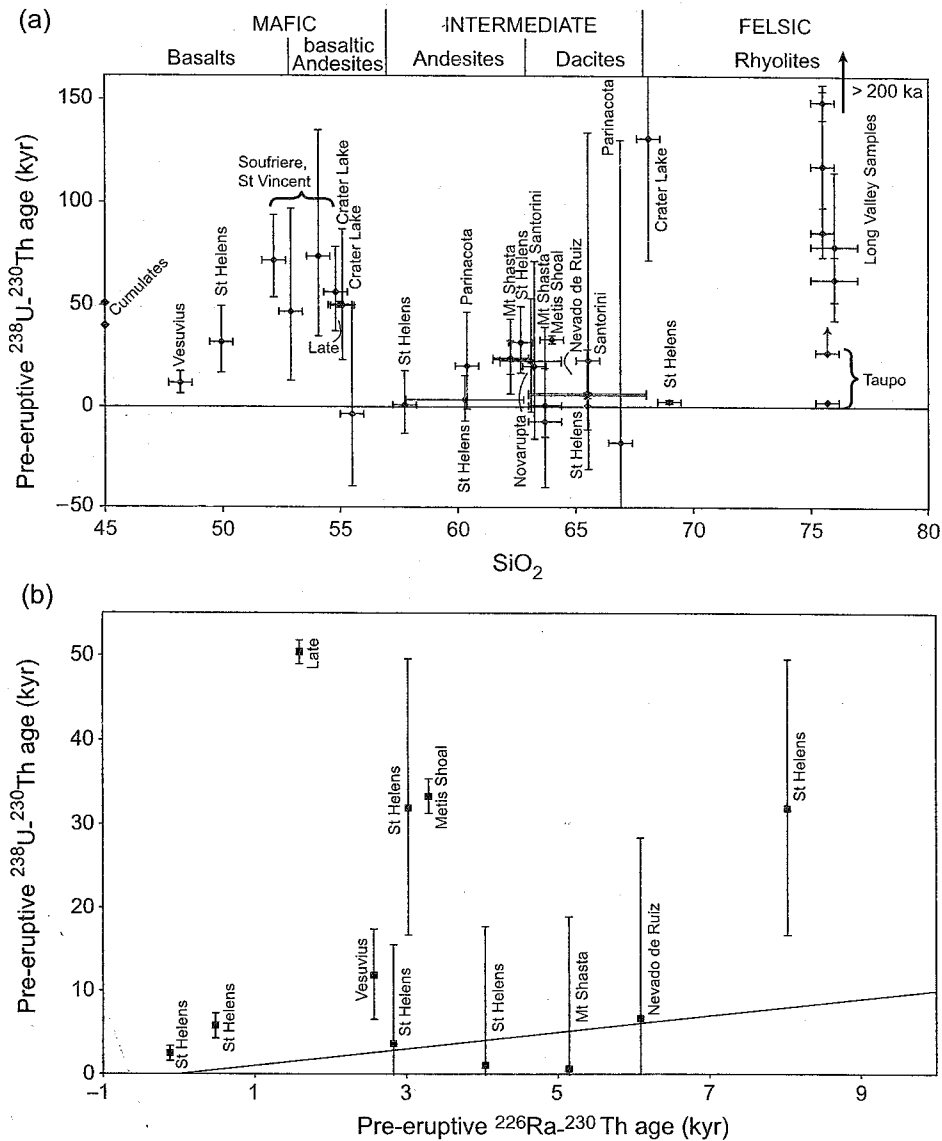 (a)
MAFIC
INTERMEDIATE
FELSIC
Basalts
basaltic
Andesites
Andesites
Dacites
Rhyolites
> 200 ka
Pre-eruptive ²³⁸U-²³⁰Th age (kyr)
150
100
50
0
–50
Cumulates
Vesuvius
St Helens
Soufriere,
St Vincent
Crater Lake
Crater Lake
Late
St Helens
Parinacota
St Helens
Mt Shasta
St Helens
Santorini
Novarupta
Mt Shasta
Metis Shoal
Nevado de Ruiz
St Helens
Santorini
Parinacota
Crater Lake
St Helens
Taupo
Long Valley Samples
45
50
55
60
65
70
75
80
SiO₂
(b)
Pre-eruptive ²³⁸U-²³⁰Th age (kyr)
50
40
30
20
10
0
St Helens
St Helens
Late
Vesuvius
St Helens
St Helens
Metis Shoal
St Helens
Mt Shasta
Nevado de Ruiz
St Helens
–1
1
3
5
7
9
Pre-eruptive ²²⁶Ra-²³⁰Th age (kyr)